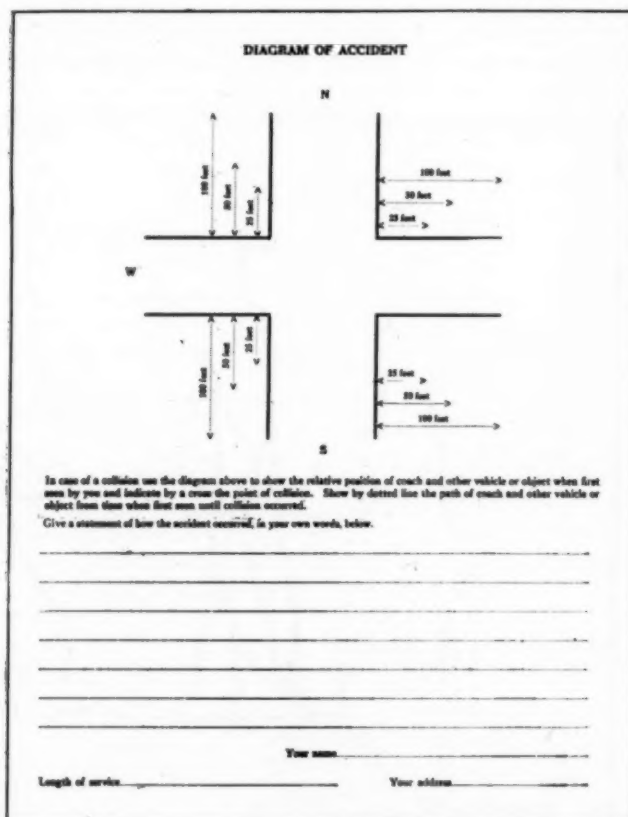 DIAGRAM OF ACCIDENT
N
100 feet
50 feet
25 feet
100 feet
50 feet
25 feet
W
100 feet
50 feet
25 feet
25 feet
50 feet
100 feet
S
In case of a collision use the diagram above to show the relative position of coach and other vehicle or object when first
seen by you and indicate by a cross the point of collision. Show by dotted line the path of coach and other vehicle or
object from time when first seen until collision occurred.
Give a statement of how the accident occurred, in your own words, below.
Your name
Length of service Your address